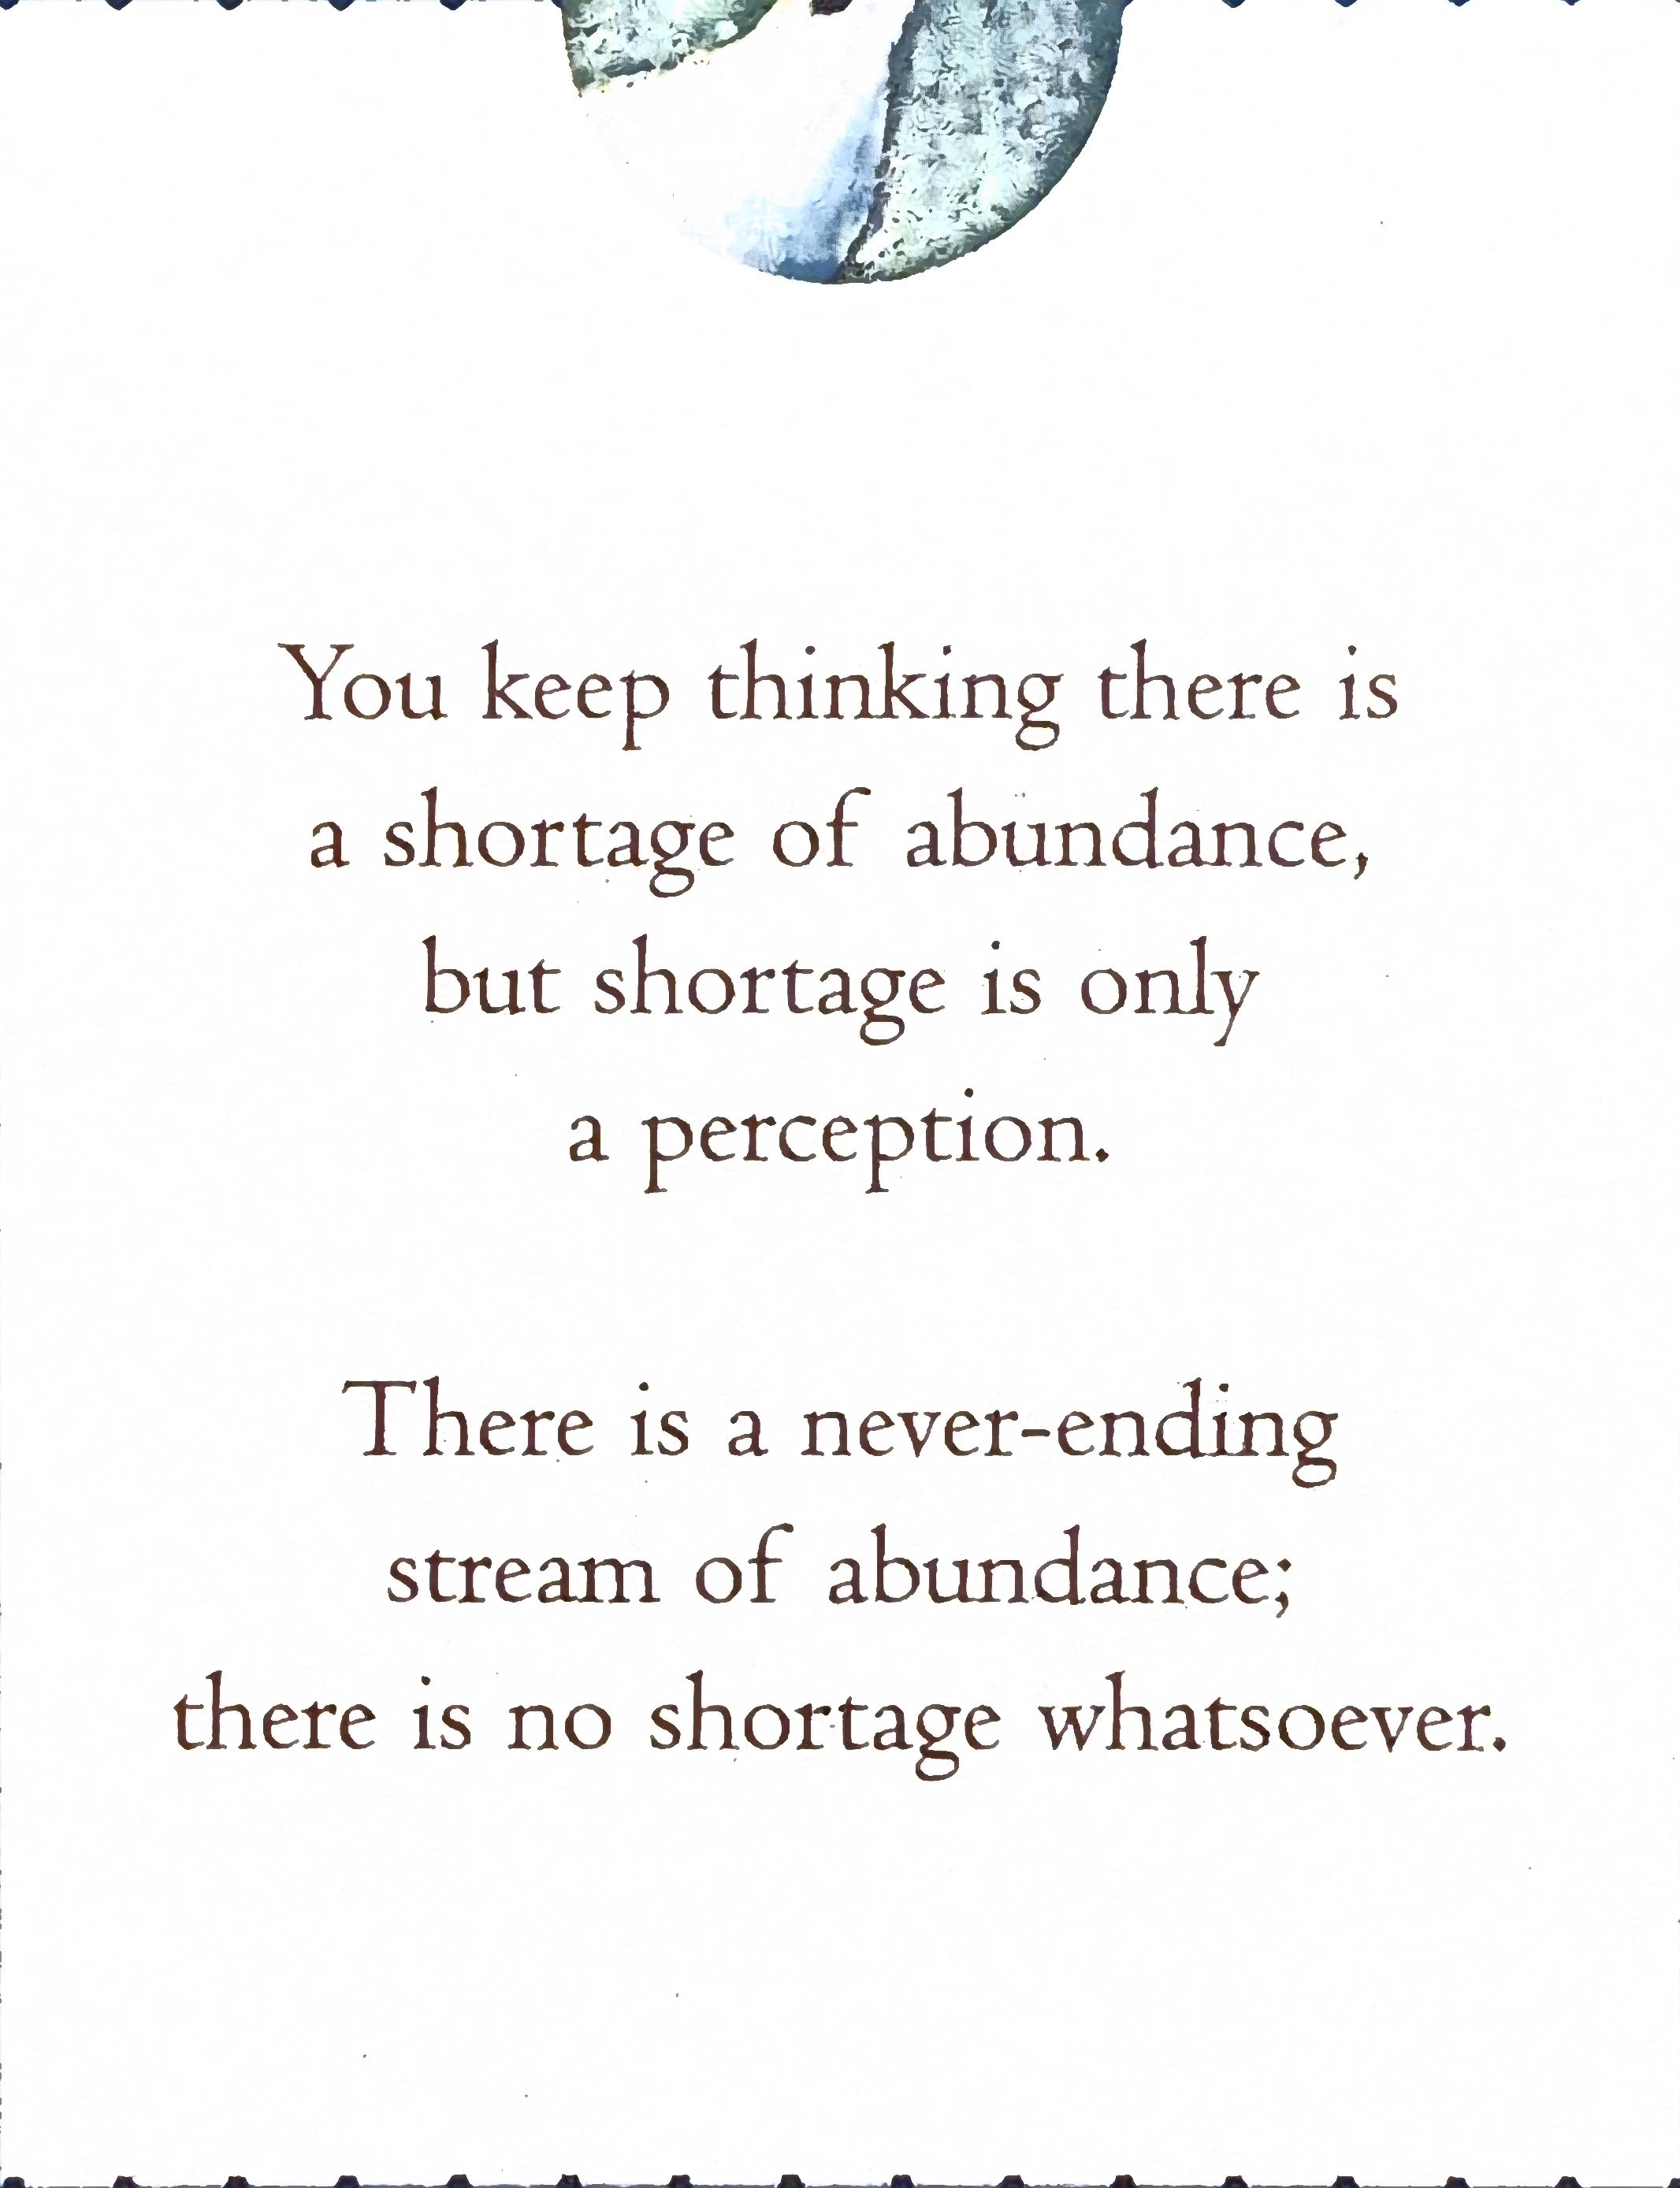 You keep thinking there is
a shortage of abundance,
but shortage is only
a perception.
There is a never-ending
stream of abundance;
there is no shortage whatsoever.